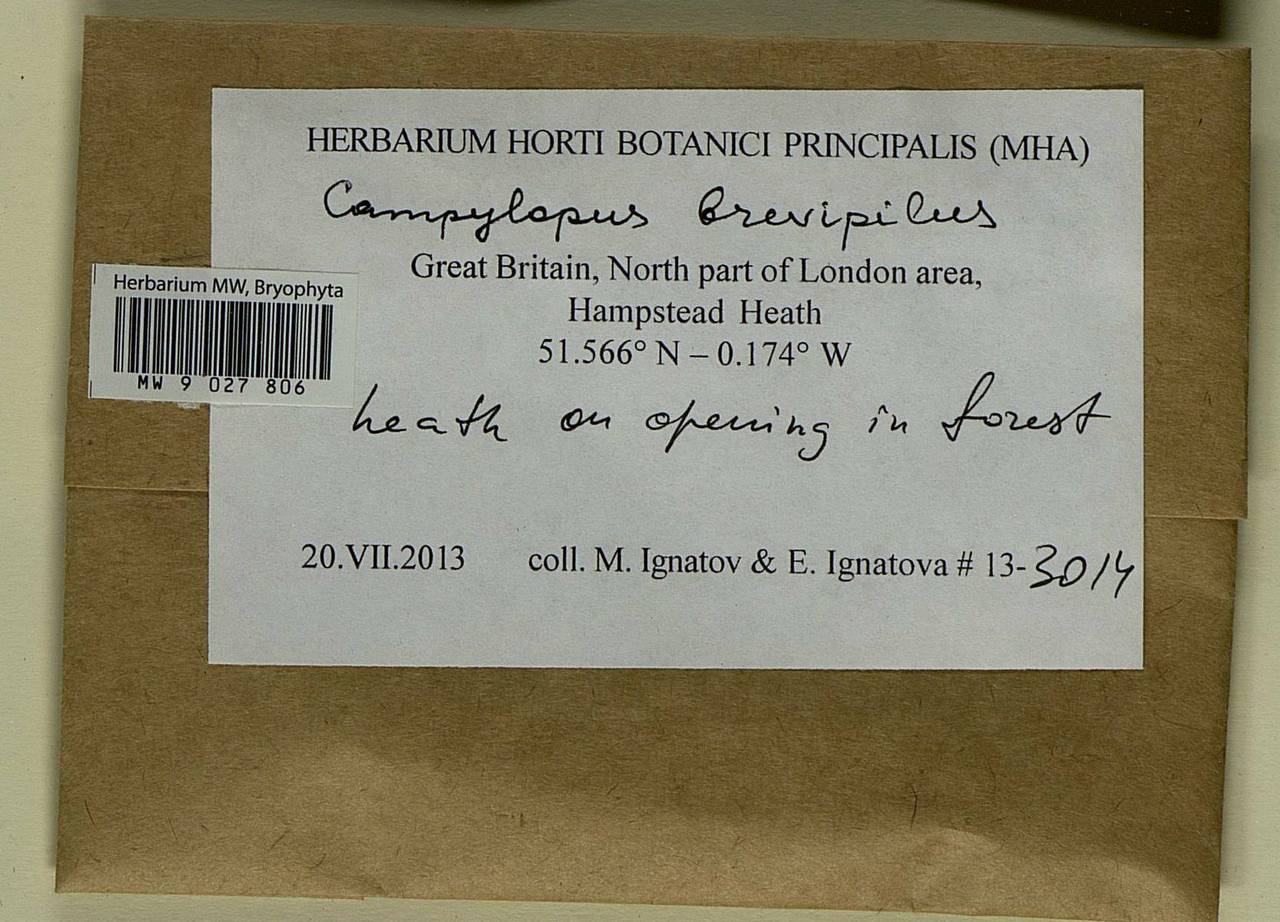 HERBARIUM HORTI BOTANICI PRINCIPALIS (MHA)
Campylopus brevipilus
Great Britain, North part of London area,
Hampstead Heath
51.566° N – 0.174° W
heath on opening in forest
20.VII.2013 coll. M. Ignatov & E. Ignatova # 13-3014
Herbarium MW, Bryophyta
MW 9 027 806